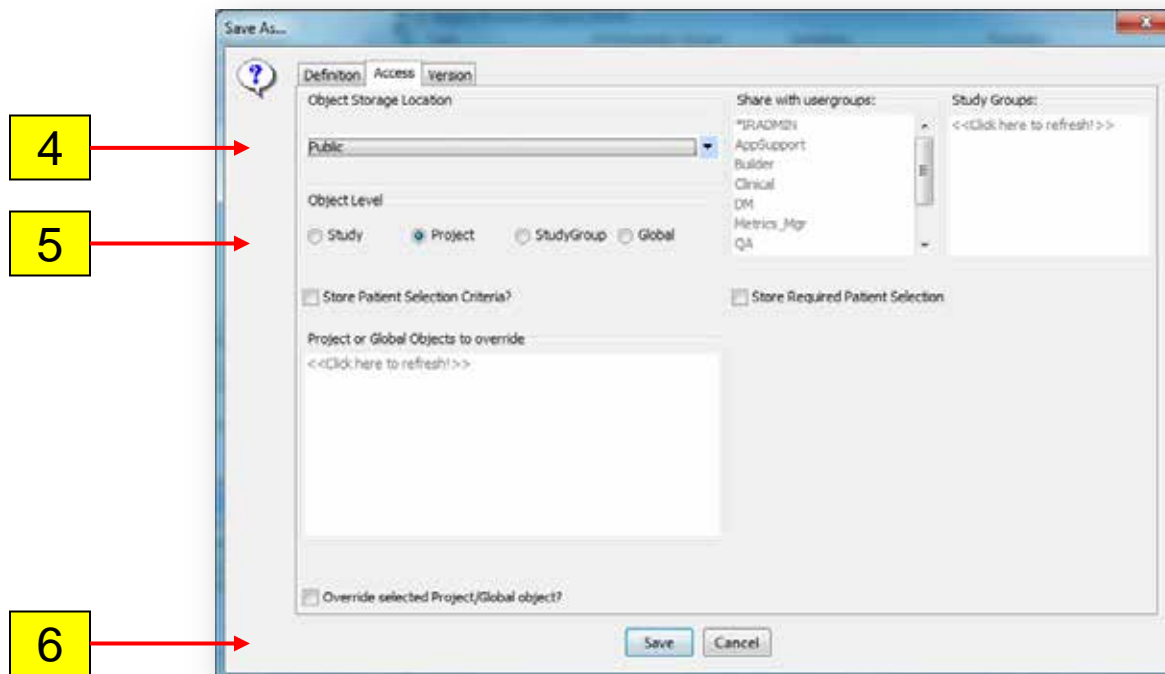 Save As...
Definition Access Version
Object Storage Location
Share with usergroups:
Study Groups:
4
Public
*IRADMIN
AppSupport
Builder
Clinical
DM
Metrics_Mgr
QA
<<Click here to refresh!>>
5
Object Level
Study Project StudyGroup Global
Store Patient Selection Criteria?
Store Required Patient Selection
Project or Global Objects to override
<<Click here to refresh!>>
Override selected Project/Global object?
6
Save Cancel